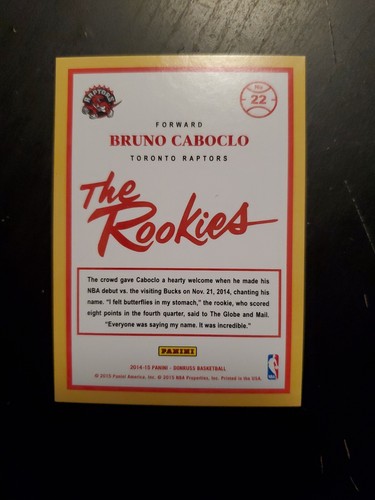 RAPTORS
No
22
FORWARD
BRUNO CABOCLO
TORONTO RAPTORS
The
Rookies
The crowd gave Caboclo a hearty welcome when he made his
NBA debut vs. the visiting Bucks on Nov. 21, 2014, chanting his
name. “I felt butterflies in my stomach,” the rookie, who scored
eight points in the fourth quarter, said to The Globe and Mail.
“Everyone was saying my name. It was incredible.”
PANINI
2014-15 PANINI - DONRUSS BASKETBALL
© 2015 Panini America, Inc. © 2015 NBA Properties, Inc. Printed in the USA.
NBA